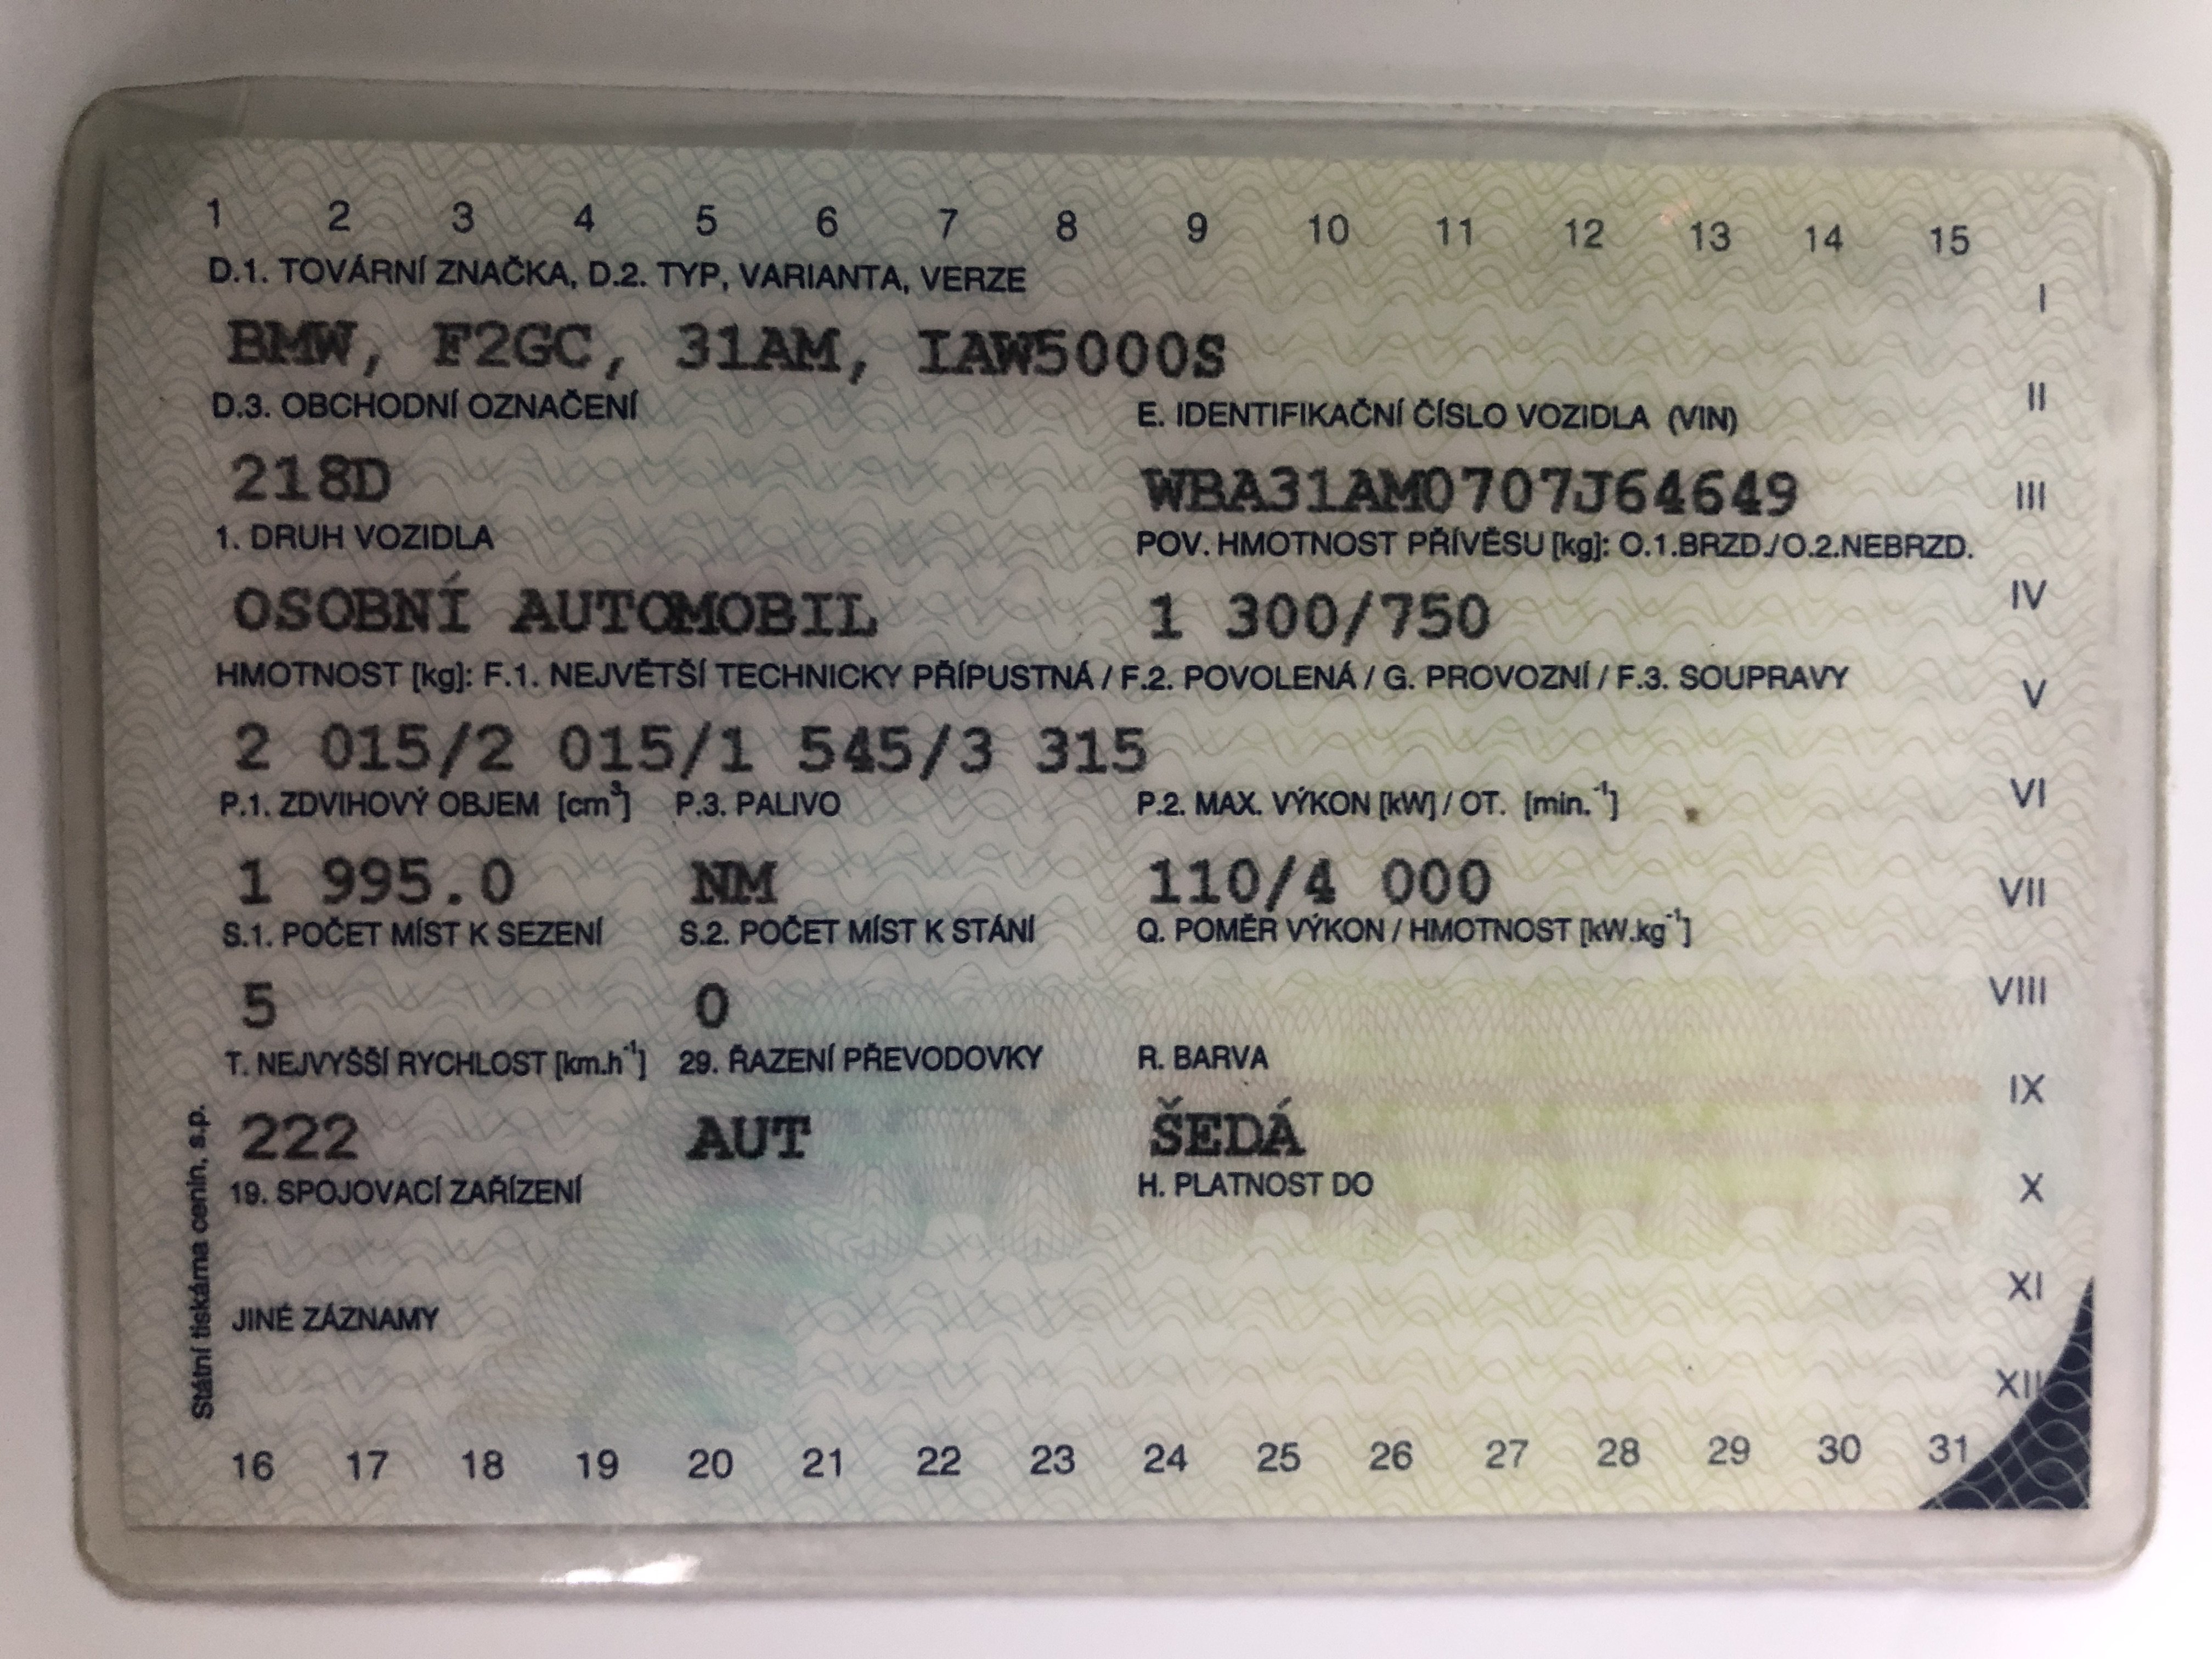 1 2 3 4 5 6 7 8 9 10 11 12 13 14 15
D.1. TOVÁRNÍ ZNAČKA, D.2. TYP, VARIANTA, VERZE
I
BMW, F2GC, 31AM, IAW5000S
D.3. OBCHODNÍ OZNAČENÍ E. IDENTIFIKAČNÍ ČÍSLO VOZIDLA (VIN)
II
218D WBA31AM0707J64649
III
1. DRUH VOZIDLA POV. HMOTNOST PŘÍVĚSU [kg]: O.1.BRZD./O.2.NEBRZD.
OSOBNÍ AUTOMOBIL 1 300/750
IV
HMOTNOST [kg]: F.1. NEJVĚTŠÍ TECHNICKY PŘÍPUSTNÁ / F.2. POVOLENÁ / G. PROVOZNÍ / F.3. SOUPRAVY
V
2 015/2 015/1 545/3 315
P.1. ZDVIHOVÝ OBJEM [cm³] P.3. PALIVO P.2. MAX. VÝKON [kW] / OT. [min.⁻¹]
VI
1 995.0 NM 110/4 000
VII
S.1. POČET MÍST K SEZENÍ S.2. POČET MÍST K STÁNÍ Q. POMĚR VÝKON / HMOTNOST [kW.kg⁻¹]
5 0
VIII
T. NEJVYŠŠÍ RYCHLOST [km.h⁻¹] 29. ŘAZENÍ PŘEVODOVKY R. BARVA
IX
222 AUT ŠEDÁ
19. SPOJOVACÍ ZAŘÍZENÍ H. PLATNOST DO
X
XI
JINÉ ZÁZNAMY
XII
16 17 18 19 20 21 22 23 24 25 26 27 28 29 30 31
Státní tiskárna cenin, s.p.